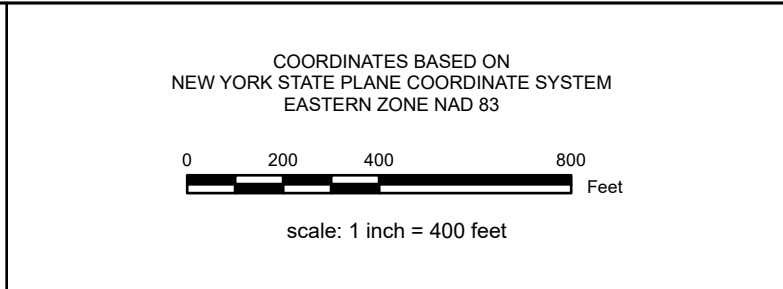 COORDINATES BASED ON
NEW YORK STATE PLANE COORDINATE SYSTEM
EASTERN ZONE NAD 83
0 200 400 800
Feet
scale: 1 inch = 400 feet